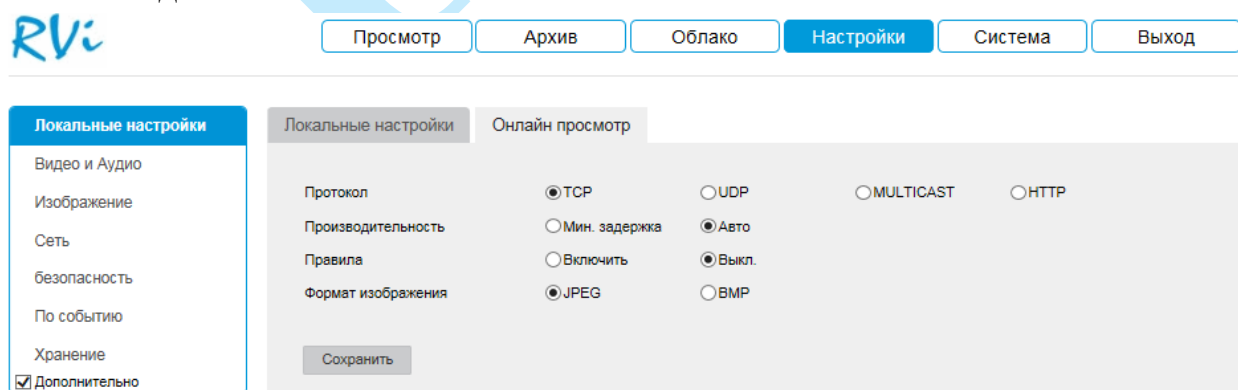 RVi
Просмотр Архив Облако Настройки Система Выход
Локальные настройки
Видео и Аудио
Изображение
Сеть
безопасность
По событию
Хранение
Дополнительно
Локальные настройки Онлайн просмотр
Протокол TCP UDP MULTICAST HTTP
Производительность Мин. задержка Авто
Правила Включить Выкл.
Формат изображения JPEG BMP
Сохранить